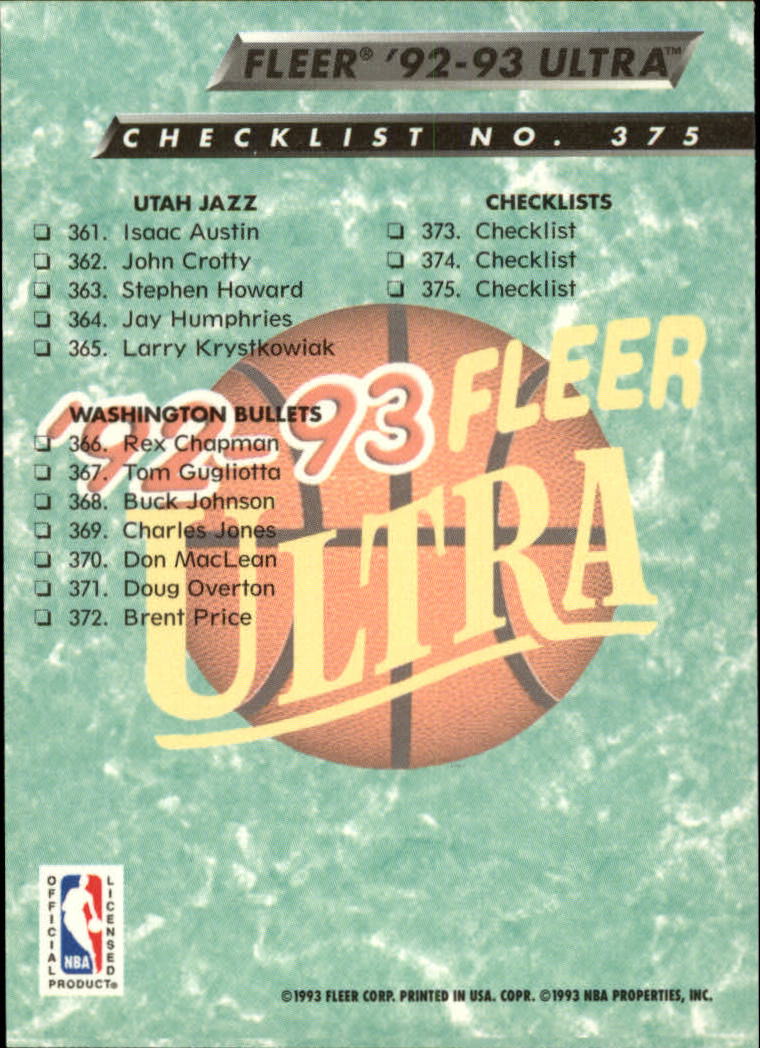 FLEER® '92-93 ULTRA™
CHECKLIST NO. 375
UTAH JAZZ
❏ 361. Isaac Austin
❏ 362. John Crotty
❏ 363. Stephen Howard
❏ 364. Jay Humphries
❏ 365. Larry Krystkowiak
WASHINGTON BULLETS
❏ 366. Rex Chapman
❏ 367. Tom Gugliotta
❏ 368. Buck Johnson
❏ 369. Charles Jones
❏ 370. Don MacLean
❏ 371. Doug Overton
❏ 372. Brent Price
CHECKLISTS
❏ 373. Checklist
❏ 374. Checklist
❏ 375. Checklist
'92-93 FLEER
ULTRA
OFFICIAL
LICENSED
NBA
PRODUCT®
©1993 FLEER CORP. PRINTED IN USA. COPR. ©1993 NBA PROPERTIES, INC.